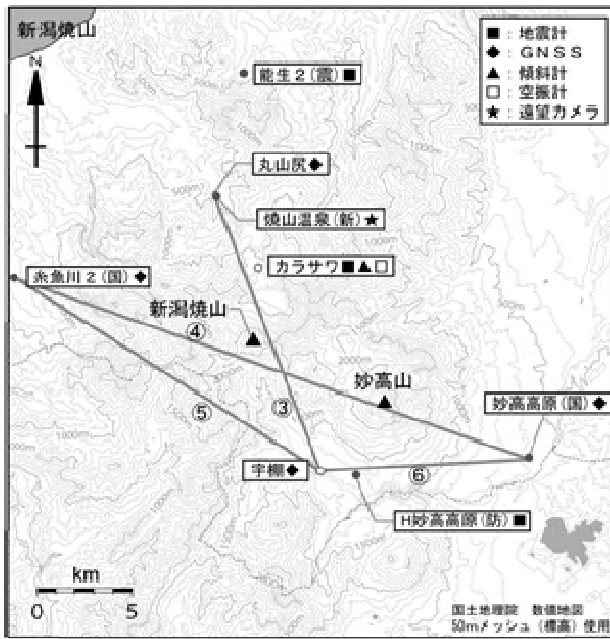 新潟焼山
N
■：地震計
◆：ＧＮＳＳ
▲：傾斜計
□：空振計
★：遠望カメラ
能生２(震)■
丸山尻◆
焼山温泉(新)★
カラサワ■▲□
糸魚川２(国)◆
新潟焼山
④
妙高山
2000m
妙高高原(国)◆
③
⑤
宇棚◆
⑥
H妙高高原(防)■
km
0 5
国土地理院 数値地図
50mメッシュ(標高)使用